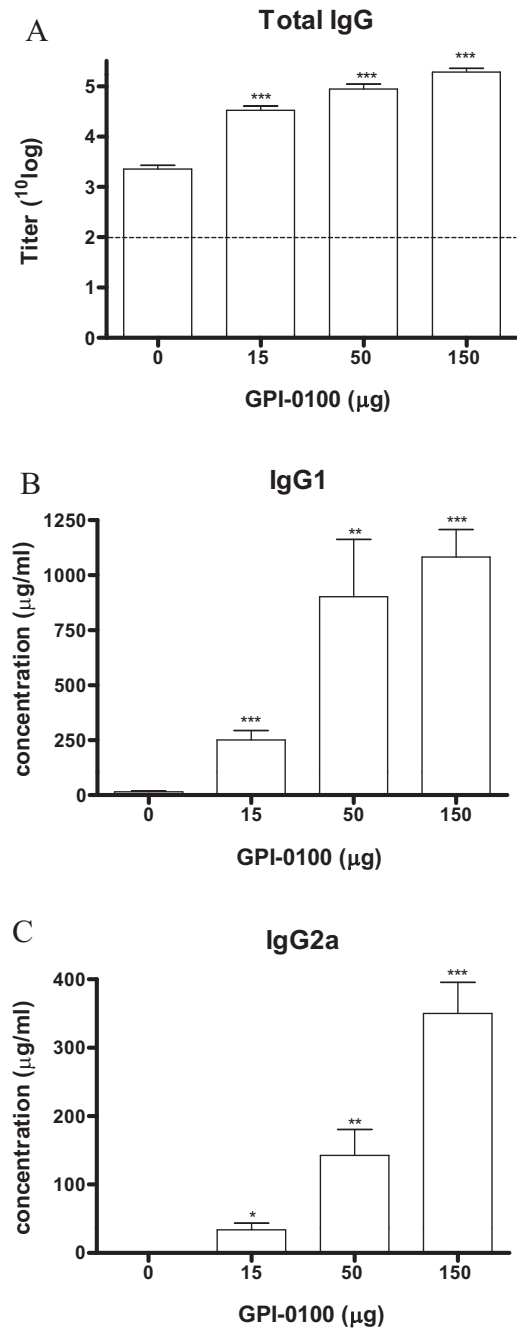 A
Total IgG
Titer (¹⁰log)
5
4
3
2
1
0
***
***
***
0 15 50 150
GPI-0100 (µg)
B
IgG1
concentration (µg/ml)
1250
1000
750
500
250
0
***
**
***
0 15 50 150
GPI-0100 (µg)
C
IgG2a
concentration (µg/ml)
400
300
200
100
0
*
**
***
0 15 50 150
GPI-0100 (µg)